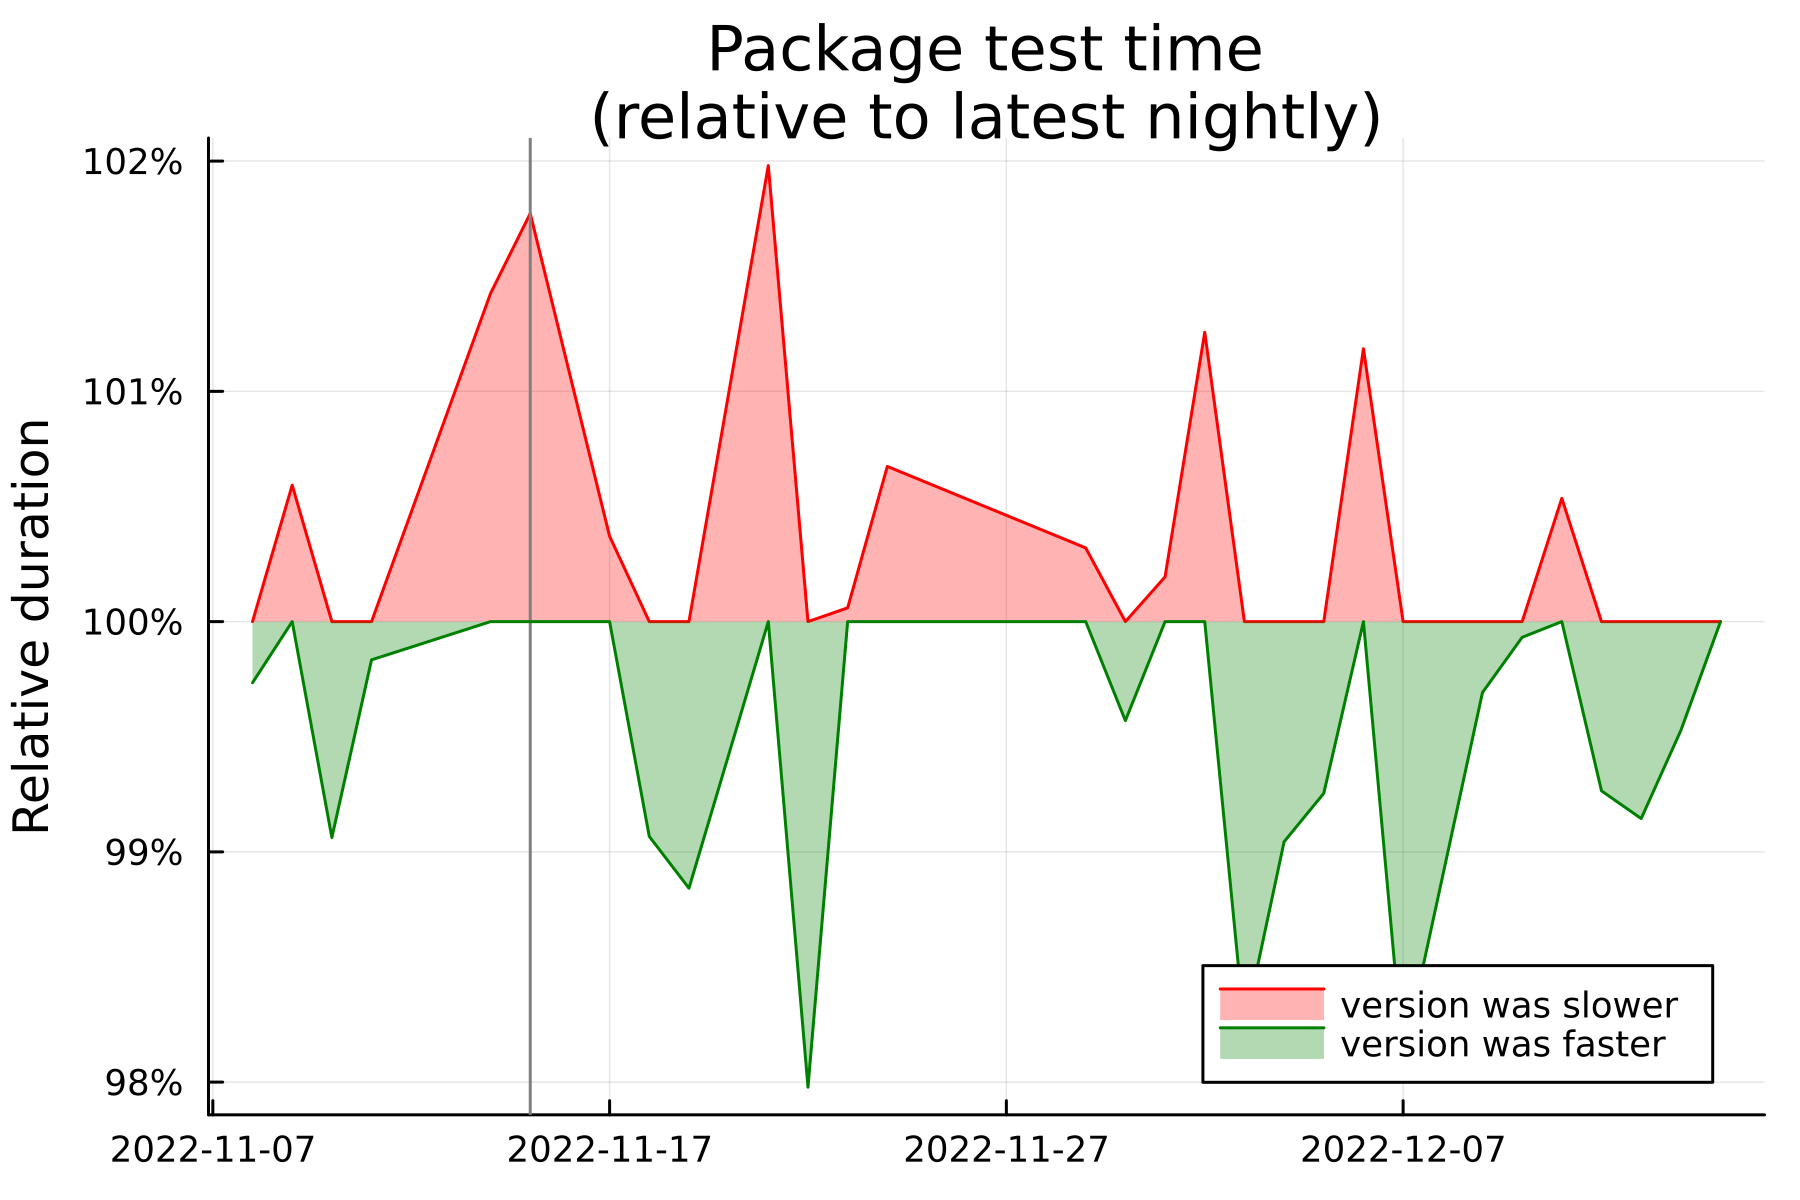 Package test time
(relative to latest nightly)
Relative duration
102%
101%
100%
99%
98%
version was slower
version was faster
2022-11-07
2022-11-17
2022-11-27
2022-12-07